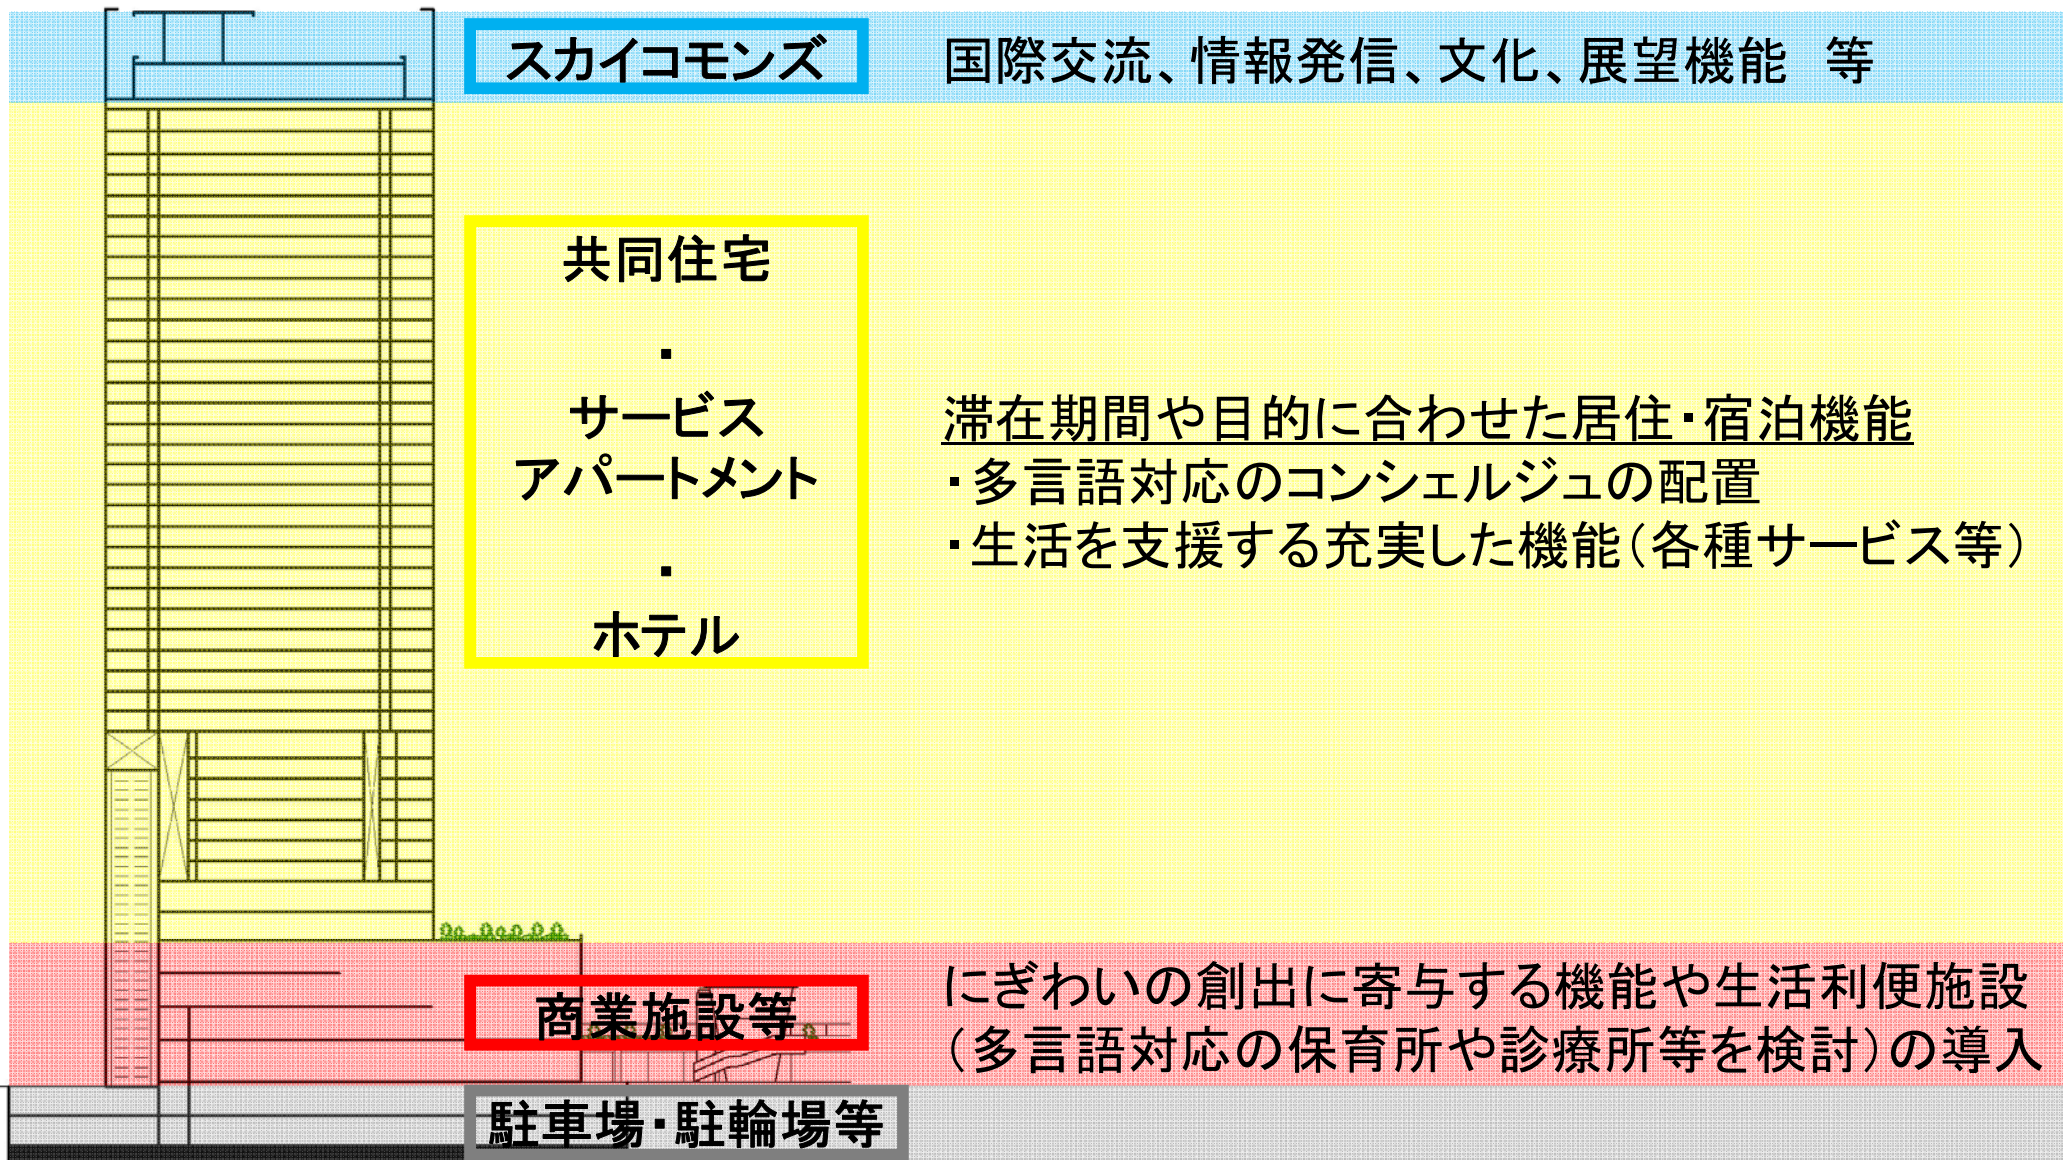 スカイコモンズ
国際交流、情報発信、文化、展望機能　等
共同住宅
・
サービス
アパートメント
・
ホテル
滞在期間や目的に合わせた居住・宿泊機能
・多言語対応のコンシェルジュの配置
・生活を支援する充実した機能（各種サービス等）
商業施設等
にぎわいの創出に寄与する機能や生活利便施設
（多言語対応の保育所や診療所等を検討）の導入
駐車場・駐輪場等